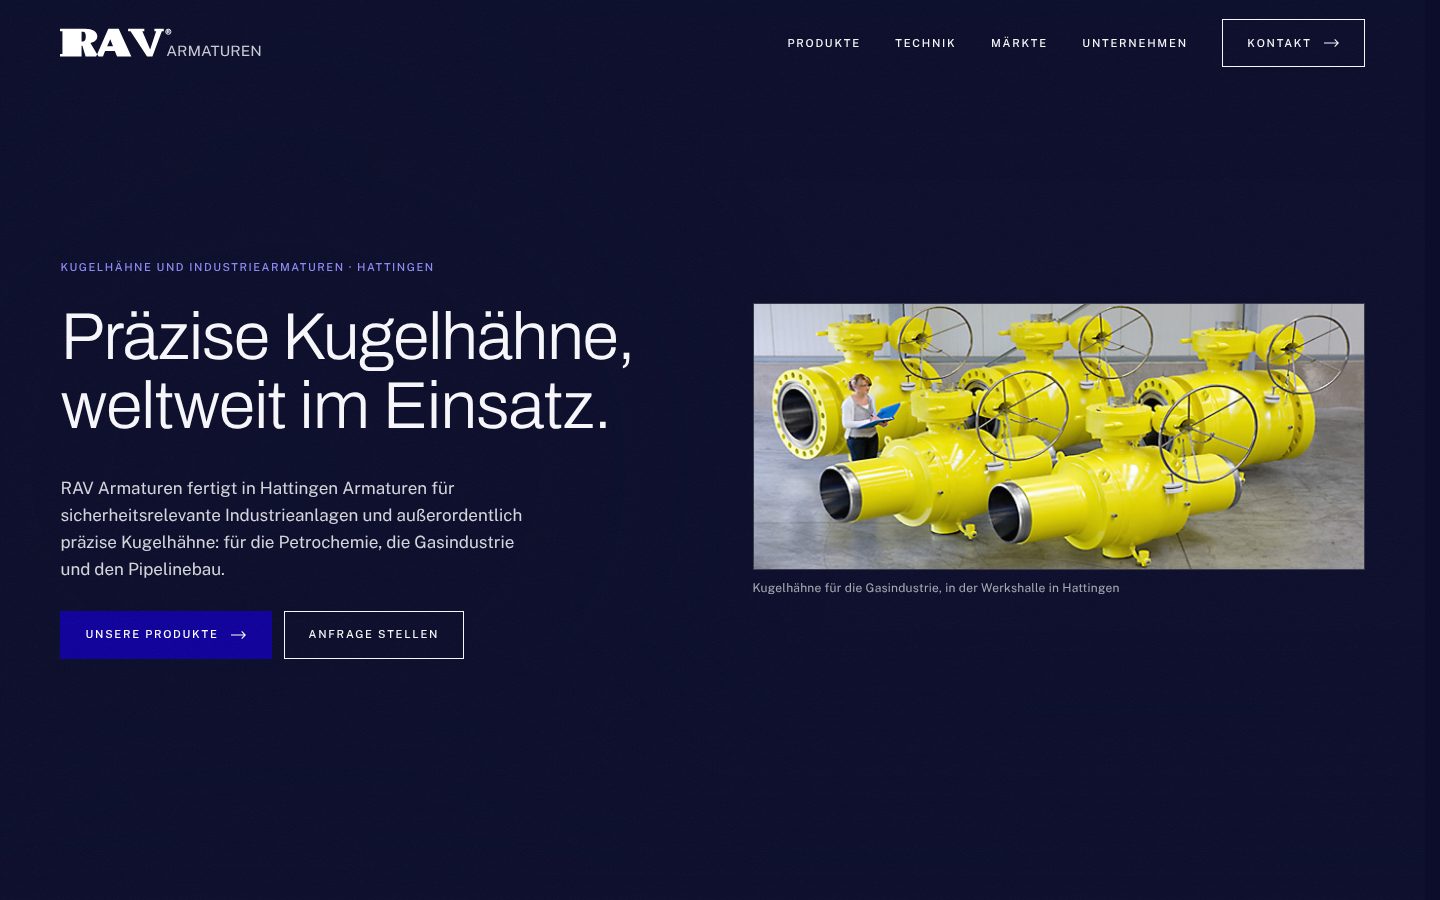 RAV® ARMATUREN
PRODUKTE
TECHNIK
MÄRKTE
UNTERNEHMEN
KONTAKT
KUGELHÄHNE UND INDUSTRIEARMATUREN · HATTINGEN
Präzise Kugelhähne,
weltweit im Einsatz.
RAV Armaturen fertigt in Hattingen Armaturen für
sicherheitsrelevante Industrieanlagen und außerordentlich
präzise Kugelhähne: für die Petrochemie, die Gasindustrie
und den Pipelinebau.
UNSERE PRODUKTE
ANFRAGE STELLEN
Kugelhähne für die Gasindustrie, in der Werkshalle in Hattingen